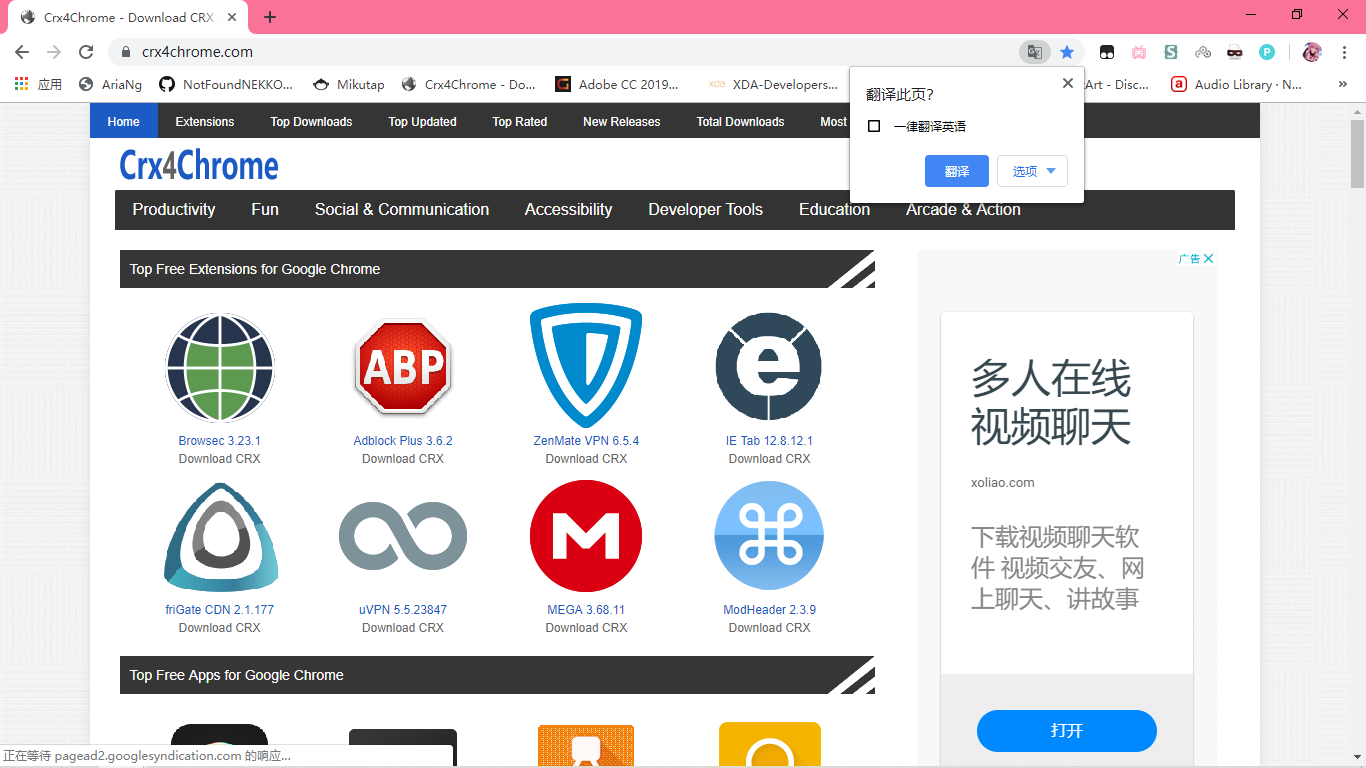 Crx4Chrome - Download CRX
crx4chrome.com
应用
AriaNg
NotFoundNEKKO...
Mikutap
Crx4Chrome - Do...
Adobe CC 2019...
XDA-Developers...
Art - Disc...
Audio Library · N...
»
翻译此页?
一律翻译英语
翻译
选项
Home
Extensions
Top Downloads
Top Updated
Top Rated
New Releases
Total Downloads
Most
Crx4Chrome
Productivity
Fun
Social & Communication
Accessibility
Developer Tools
Education
Arcade & Action
Top Free Extensions for Google Chrome
ABP
e
Browsec 3.23.1
Adblock Plus 3.6.2
ZenMate VPN 6.5.4
IE Tab 12.8.12.1
Download CRX
Download CRX
Download CRX
Download CRX
M
friGate CDN 2.1.177
uVPN 5.5.23847
MEGA 3.68.11
ModHeader 2.3.9
Download CRX
Download CRX
Download CRX
Download CRX
Top Free Apps for Google Chrome
广告
多人在线
视频聊天
xoliao.com
下载视频聊天软
件 视频交友、网
上聊天、讲故事
打开
正在等待 pagead2.googlesyndication.com 的响应...